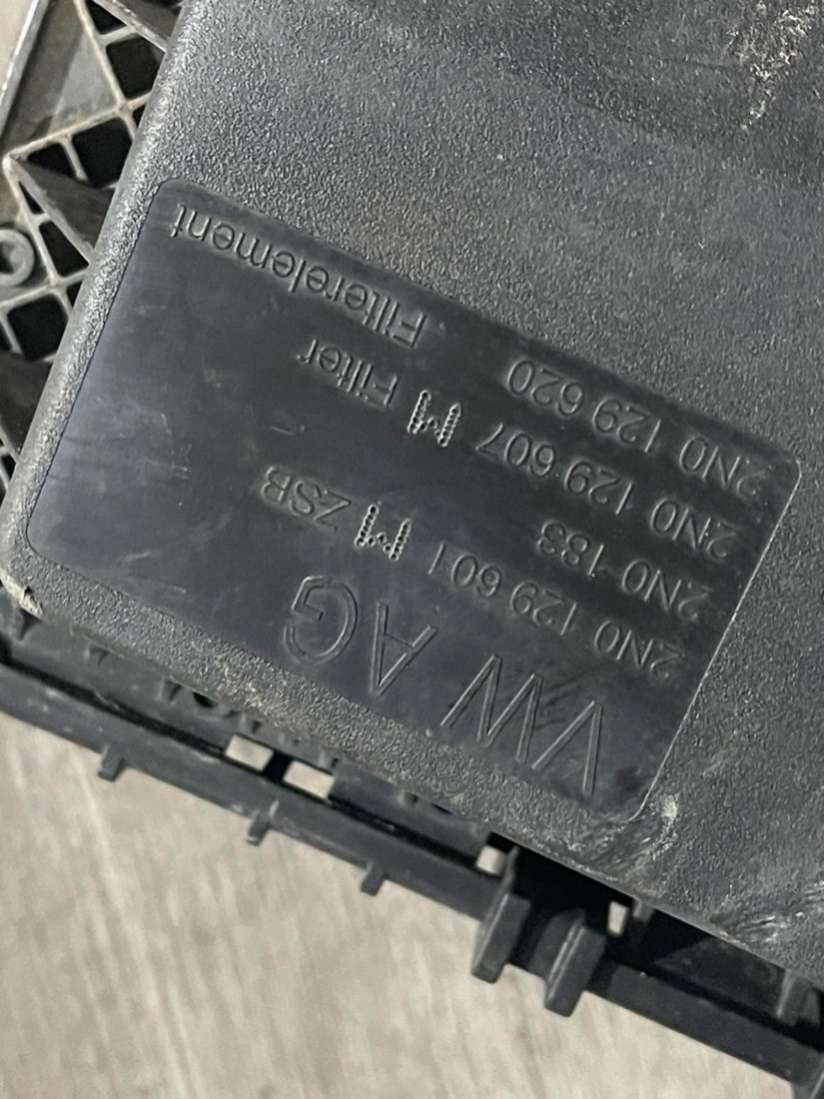 VW AG
2N0 129 601 M ZSB
2N0 183
2N0 129 607 M Filter
2N0 129 620 Filterelement